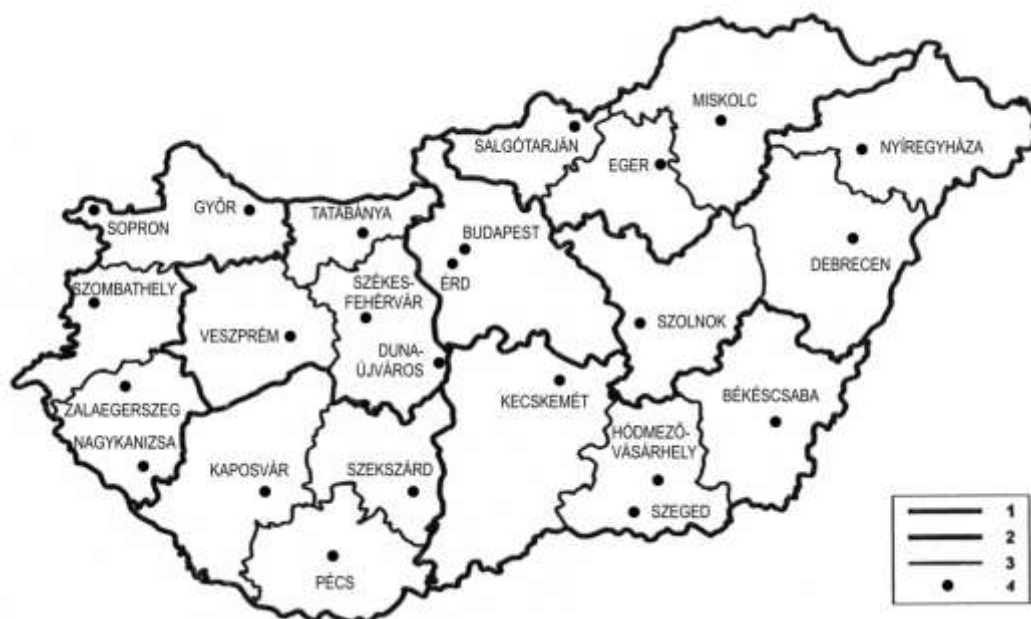 MISKOLC
SALGÓTARJÁN
NYÍREGYHÁZA
EGER
GYŐR
TATABÁNYA
SOPRON
BUDAPEST
DEBRECEN
ÉRD
SZÉKES-
FEHÉRVÁR
SZOMBATHELY
SZOLNOK
VESZPRÉM
DUNA-
ÚJVÁROS
KECSKEMÉT
BÉKÉSCSABA
ZALAEGERSZEG
HÓDMEZŐ-
VÁSÁRHELY
NAGYKANIZSA
KAPOSVÁR
SZEKSZÁRD
SZEGED
PÉCS
1
2
3
4